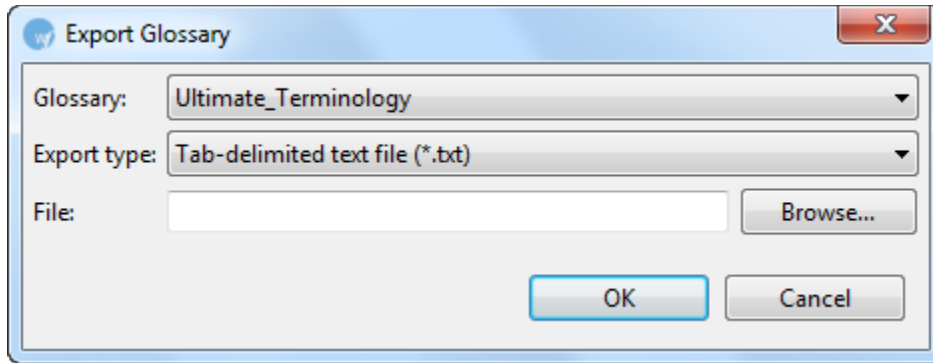 Export Glossary
Glossary: Ultimate_Terminology
Export type: Tab-delimited text file (*.txt)
File: Browse...
OK Cancel